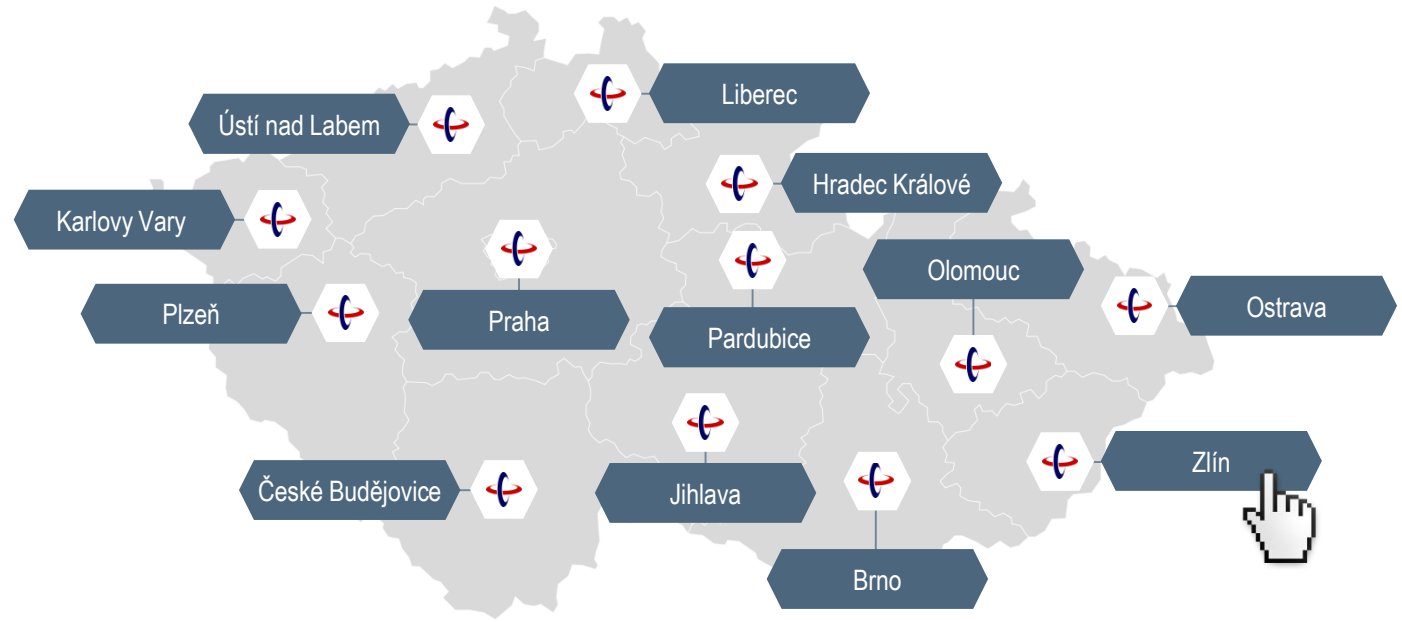 Liberec
Ústí nad Labem
Hradec Králové
Karlovy Vary
Olomouc
Plzeň
Praha
Pardubice
Ostrava
Zlín
České Budějovice
Jihlava
Brno